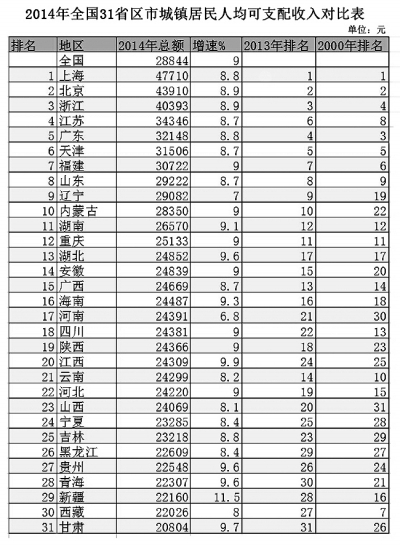 2014年全国31省区市城镇居民人均可支配收入对比表
单位：元
排名 地区 2014年总额 增速% 2013年排名 2000年排名
全国 28844 9
1 上海 47710 8.8 1 1
2 北京 43910 8.9 2 2
3 浙江 40393 8.9 3 4
4 江苏 34346 8.7 6 8
5 广东 32148 8.8 4 3
6 天津 31506 8.7 5 5
7 福建 30722 9 7 6
8 山东 29222 8.7 8 9
9 辽宁 29082 7 9 19
10 内蒙古 28350 9 10 22
11 湖南 26570 9.1 12 12
12 重庆 25133 9 11 11
13 湖北 24852 9.6 17 17
14 安徽 24839 9 15 20
15 广西 24669 8.7 13 14
16 海南 24487 9.3 16 18
17 河南 24391 6.8 21 30
18 四川 24381 9 22 13
19 陕西 24366 9 18 23
20 江西 24309 9.9 24 25
21 云南 24299 8.2 14 10
22 河北 24220 9 19 15
23 山西 24069 8.1 20 31
24 宁夏 23285 8.4 25 28
25 吉林 23218 8.8 23 29
26 黑龙江 22609 8.4 29 27
27 贵州 22548 9.6 26 24
28 青海 22307 9.6 30 21
29 新疆 22160 11.5 28 16
30 西藏 22026 8 27 7
31 甘肃 20804 9.7 31 26